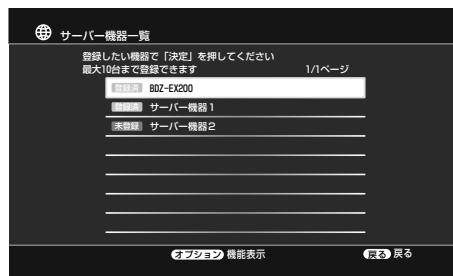 サーバー機器一覧
登録したい機器で「決定」を押してください
最大10台まで登録できます 1/1ページ
登録済 BDZ-EX200
登録済 サーバー機器1
未登録 サーバー機器2
オプション 機能表示 戻る 戻る